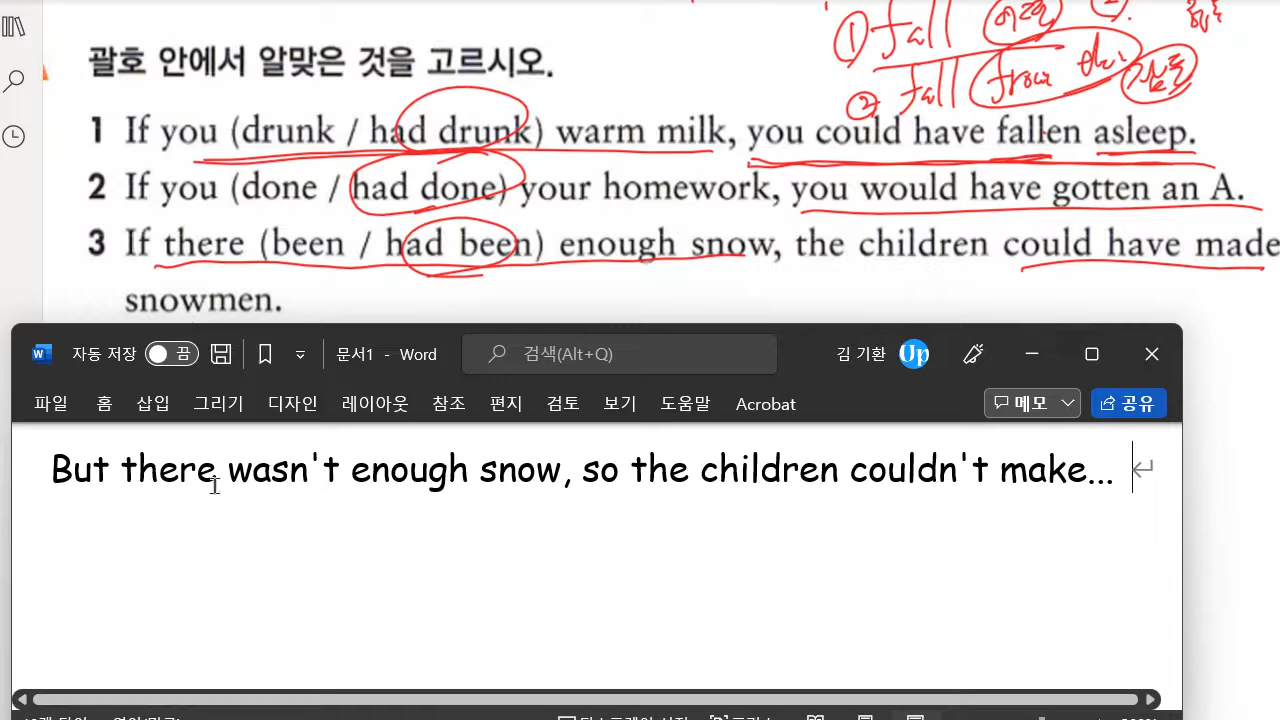 ① fall
② fall from the
괄호 안에서 알맞은 것을 고르시오.
1 If you (drunk / had drunk) warm milk, you could have fallen asleep.
2 If you (done / had done) your homework, you would have gotten an A.
3 If there (been / had been) enough snow, the children could have made
snowmen.
자동 저장 끔 문서1 - Word 검색(Alt+Q) 김 기환 Up
파일 홈 삽입 그리기 디자인 레이아웃 참조 편지 검토 보기 도움말 Acrobat 메모 공유
But there wasn't enough snow, so the children couldn't make...